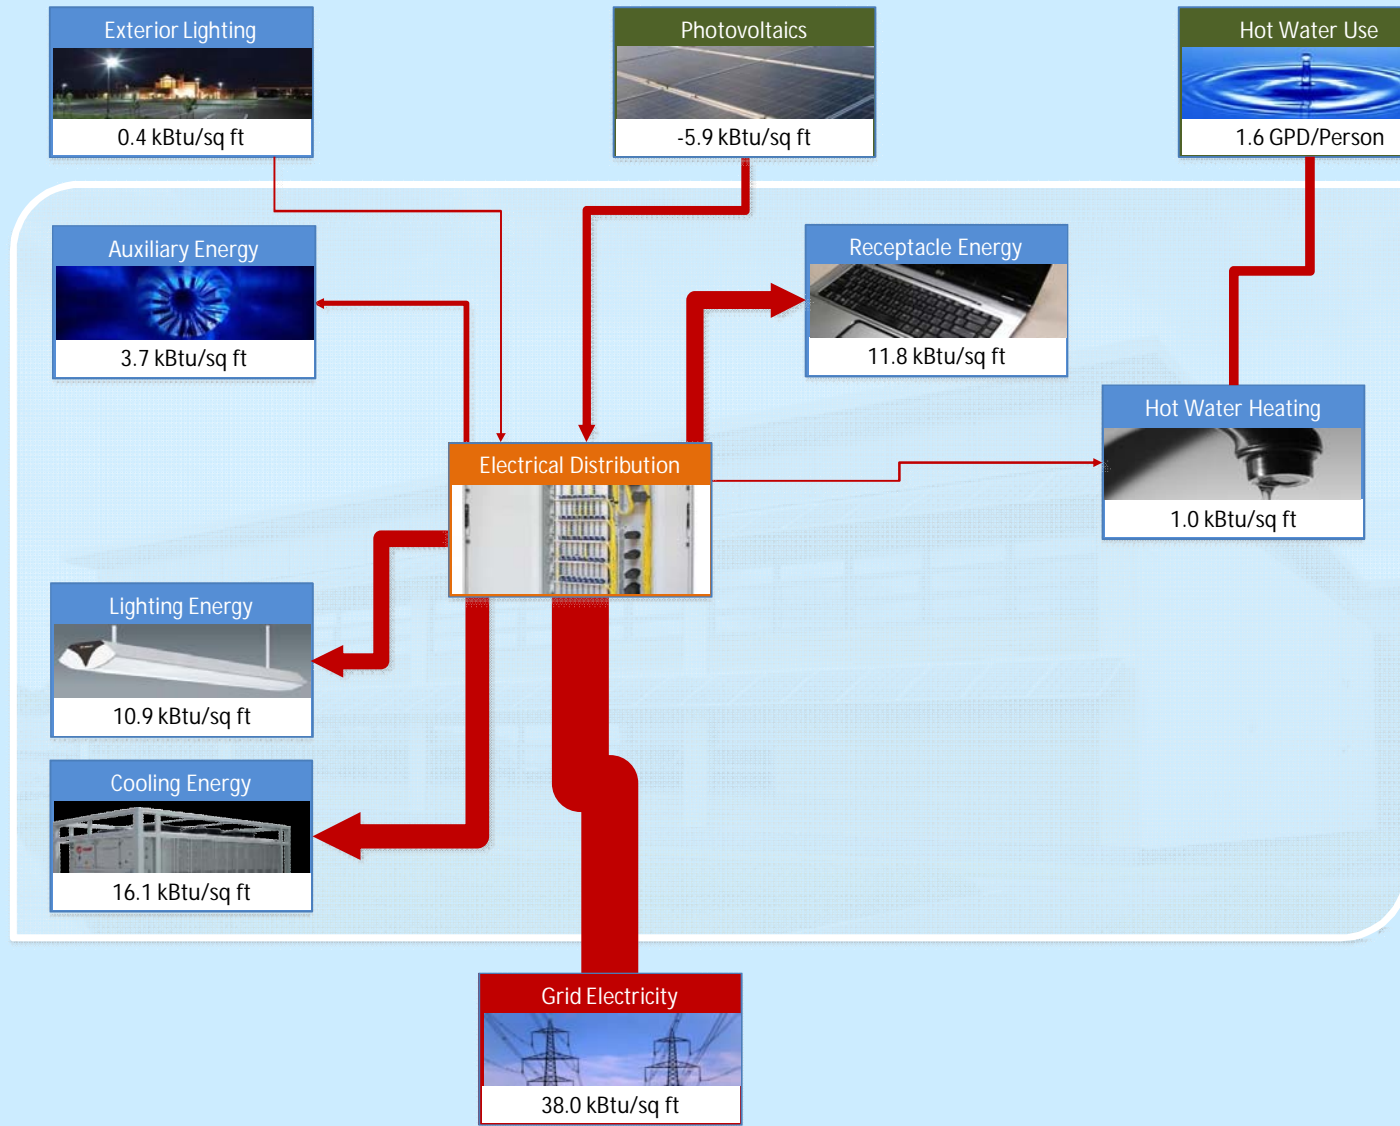 Exterior Lighting
0.4 kBtu/sq ft
Photovoltaics
-5.9 kBtu/sq ft
Hot Water Use
1.6 GPD/Person
Auxiliary Energy
3.7 kBtu/sq ft
Receptacle Energy
11.8 kBtu/sq ft
Hot Water Heating
1.0 kBtu/sq ft
Electrical Distribution
Lighting Energy
10.9 kBtu/sq ft
Cooling Energy
16.1 kBtu/sq ft
Grid Electricity
38.0 kBtu/sq ft